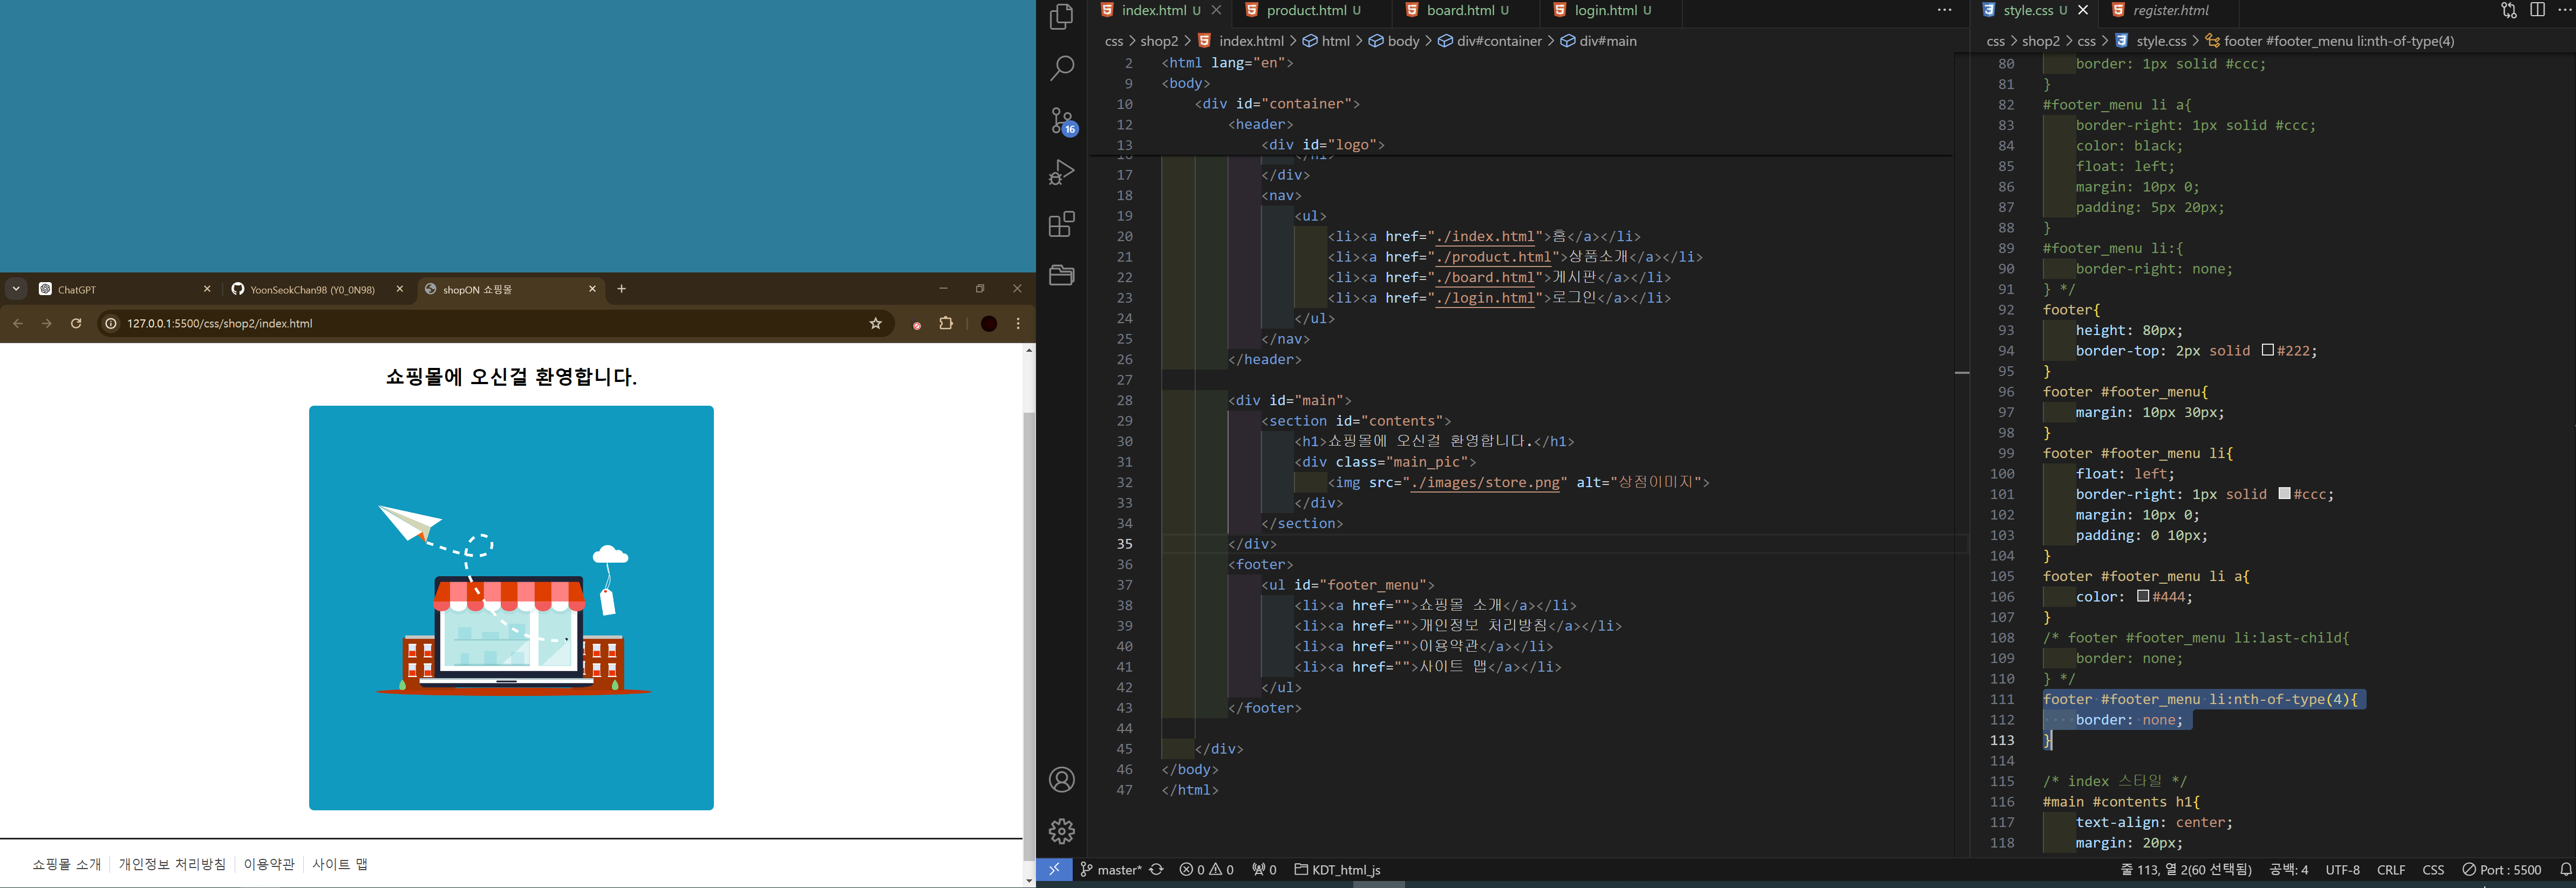 ChatGPT
YoonSeokChan98 (Y0_0N98)
shopON 쇼핑몰
127.0.0.1:5500/css/shop2/index.html
쇼핑몰에 오신걸 환영합니다.
쇼핑몰 소개
개인정보 처리방침
이용약관
사이트 맵
16
index.html U
product.html U
board.html U
login.html U
css > shop2 > index.html > html > body > div#container > div#main
2 <html lang="en">
9 <body>
10 <div id="container">
12 <header>
13 <div id="logo">
17 </div>
18 <nav>
19 <ul>
20 <li><a href="./index.html">홈</a></li>
21 <li><a href="./product.html">상품소개</a></li>
22 <li><a href="./board.html">게시판</a></li>
23 <li><a href="./login.html">로그인</a></li>
24 </ul>
25 </nav>
26 </header>
27
28 <div id="main">
29 <section id="contents">
30 <h1>쇼핑몰에 오신걸 환영합니다.</h1>
31 <div class="main_pic">
32 <img src="./images/store.png" alt="상점이미지">
33 </div>
34 </section>
35 </div>
36 <footer>
37 <ul id="footer_menu">
38 <li><a href="">쇼핑몰 소개</a></li>
39 <li><a href="">개인정보 처리방침</a></li>
40 <li><a href="">이용약관</a></li>
41 <li><a href="">사이트 맵</a></li>
42 </ul>
43 </footer>
44
45 </div>
46 </body>
47 </html>
style.css U
register.html
css > shop2 > css > style.css > footer #footer_menu li:nth-of-type(4)
80 border: 1px solid #ccc;
81 }
82 #footer_menu li a{
83 border-right: 1px solid #ccc;
84 color: black;
85 float: left;
86 margin: 10px 0;
87 padding: 5px 20px;
88 }
89 #footer_menu li:{
90 border-right: none;
91 } */
92 footer{
93 height: 80px;
94 border-top: 2px solid #222;
95 }
96 footer #footer_menu{
97 margin: 10px 30px;
98 }
99 footer #footer_menu li{
100 float: left;
101 border-right: 1px solid #ccc;
102 margin: 10px 0;
103 padding: 0 10px;
104 }
105 footer #footer_menu li a{
106 color: #444;
107 }
108 /* footer #footer_menu li:last-child{
109 border: none;
110 } */
111 footer #footer_menu li:nth-of-type(4){
112 border: none;
113 }
114
115 /* index 스타일 */
116 #main #contents h1{
117 text-align: center;
118 margin: 20px;
master*
0 0
0
KDT_html_js
줄 113, 열 2(60 선택됨)
공백: 4
UTF-8
CRLF
CSS
Port : 5500